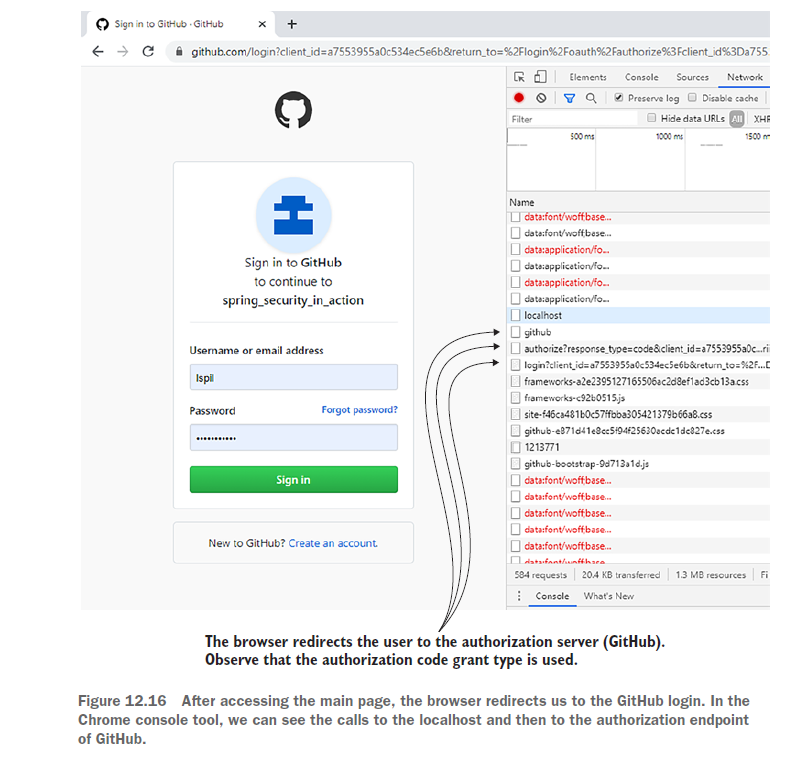 Sign in to GitHub · GitHub
github.com/login?client_id=a7553955a0c534ec5e6b&return_to=%2Flogin%2Foauth%2Fauthorize%3Fclient_id%3Da755
Sign in to GitHub
to continue to
spring_security_in_action
Username or email address
lspil
Password Forgot password?
Sign in
New to GitHub? Create an account.
Elements Console Sources Network
Preserve log Disable cache
Filter Hide data URLs All XHR
500 ms 1000 ms 1500 m
Name
data:font/woff;base...
data:font/woff;base...
data:application/fo...
data:application/fo...
data:application/fo...
data:application/fo...
localhost
github
authorize?response_type=code&client_id=a7553955a0c...ri
login?client_id=a7553955a0c534ec5e6b&return_to=%2F...D
frameworks-a2e2395127165506ac2d8ef1ad3cb13a.css
frameworks-c92b0515.js
site-f46ca481b0c57ffbba305421379b66a8.css
github-e871d41e8cc5f94f25630acdc1dc827e.css
1213771
github-bootstrap-9d713a1d.js
data:font/woff;base...
data:font/woff;base...
data:font/woff;base...
data:font/woff;base...
data:font/woff;base...
data:font/woff;base...
584 requests 20.4 KB transferred 1.3 MB resources Fi
Console What's New
The browser redirects the user to the authorization server (GitHub).
Observe that the authorization code grant type is used.
Figure 12.16 After accessing the main page, the browser redirects us to the GitHub login. In the
Chrome console tool, we can see the calls to the localhost and then to the authorization endpoint
of GitHub.